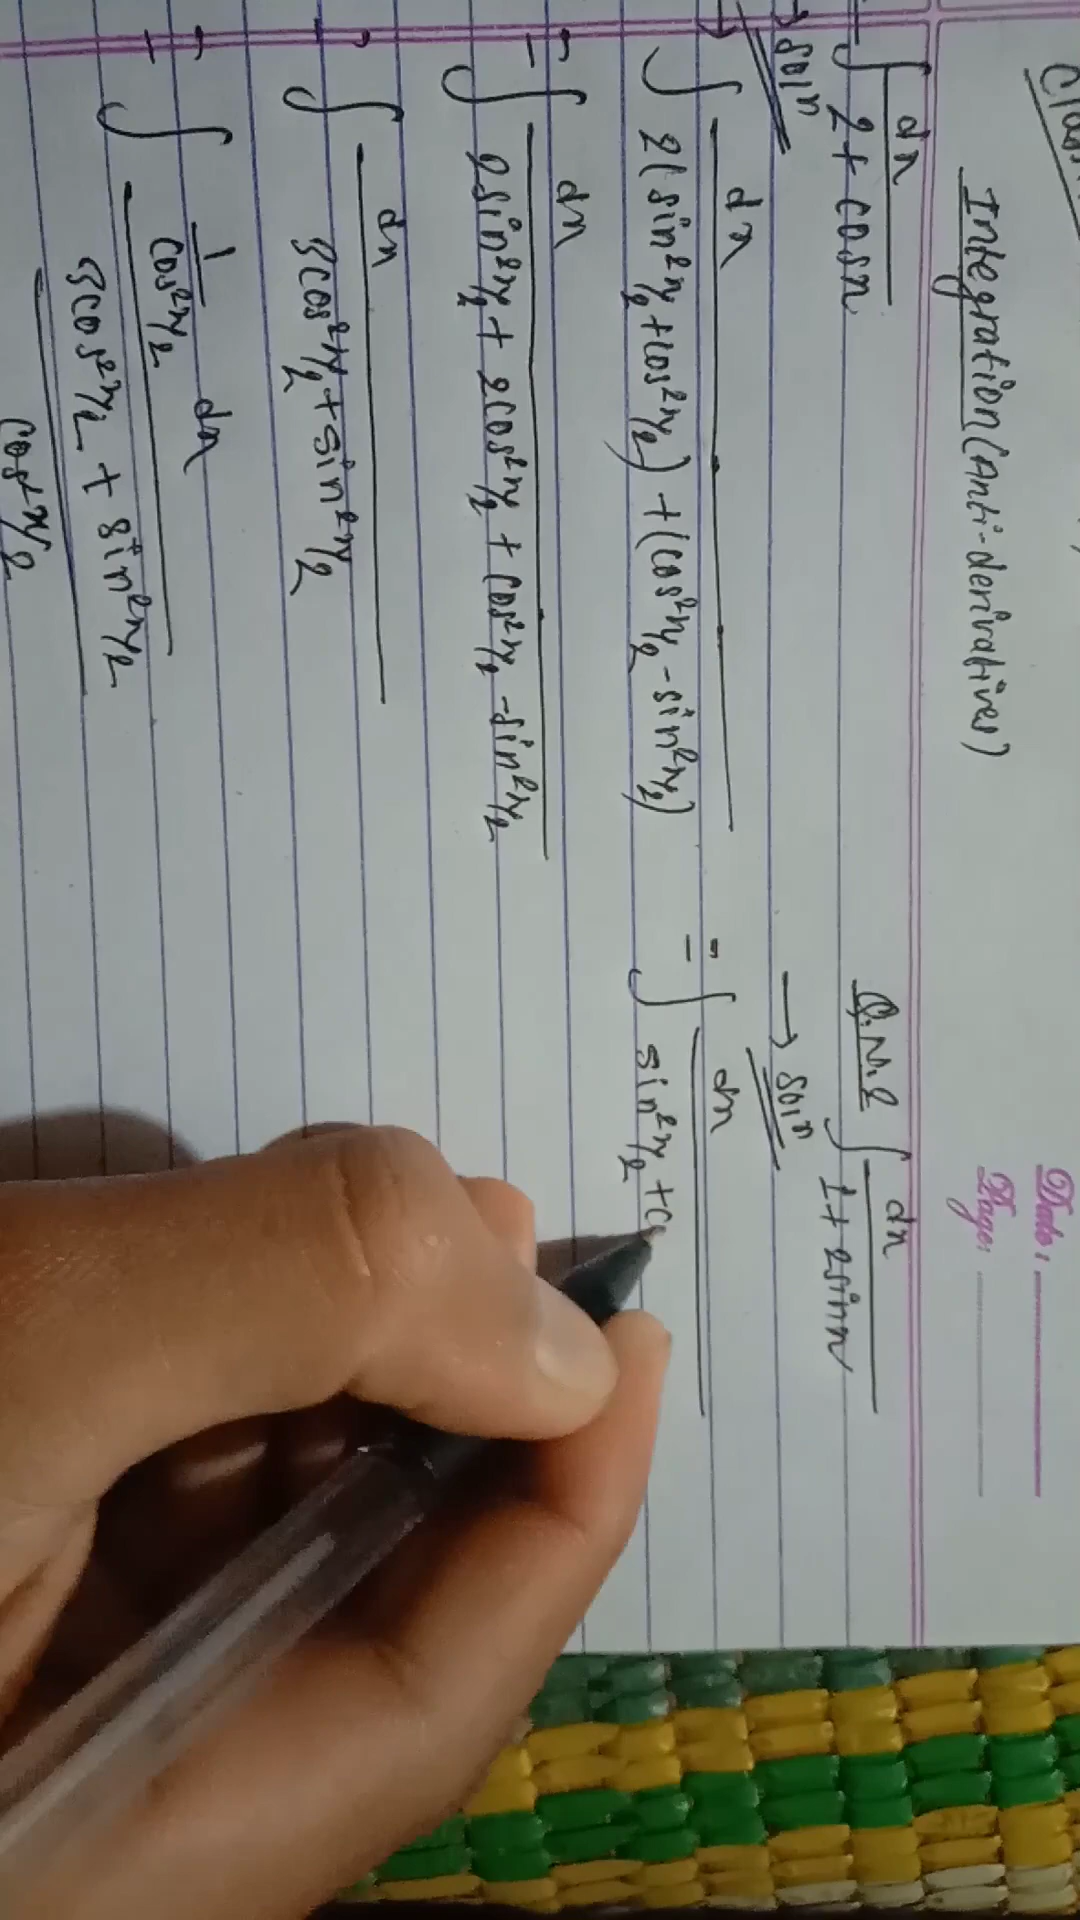 Date:
Page:
Integration (Anti-derivatives)
∫ dx / 2 + cosx
→ solⁿ
∫ dx / 2(sin²x/2 + cos²x/2) + (cos²x/2 - sin²x/2)
= ∫ dx / 2sin²x/2 + 2cos²x/2 + cos²x/2 - sin²x/2
= ∫ dx / 3cos²x/2 + sin²x/2
= ∫ 1/cos²x/2 dx / 3cos²x/2 + sin²x/2 / cos²x/2
Q.N.2 ∫ dx / 1 + 2sinx
→ solⁿ
= ∫ dx / sin²x/2 + c